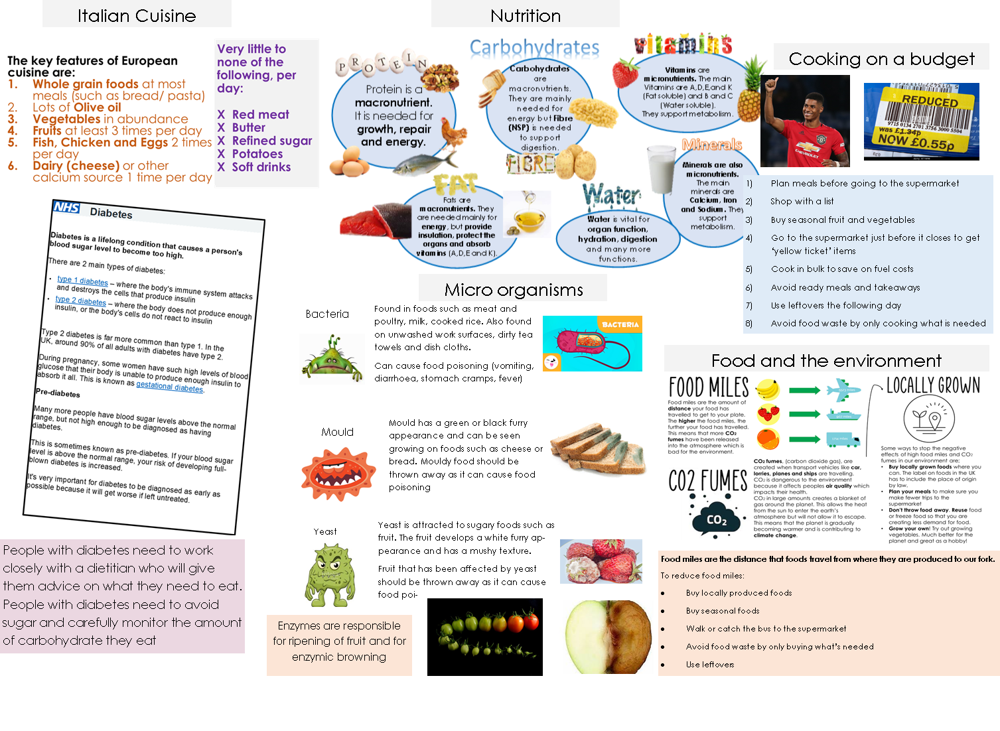 Italian Cuisine
The key features of European
cuisine are:
1. Whole grain foods at most
meals (such as bread/ pasta)
2. Lots of Olive oil
3. Vegetables in abundance
4. Fruits at least 3 times per day
5. Fish, Chicken and Eggs 2 times
per day
6. Dairy (cheese) or other
calcium source 1 time per day
Very little to
none of the
following, per
day:
X Red meat
X Butter
X Refined sugar
X Potatoes
X Soft drinks
NHS Diabetes
Diabetes is a lifelong condition that causes a person's
blood sugar level to become too high.
There are 2 main types of diabetes:
• type 1 diabetes – where the body's immune system attacks
and destroys the cells that produce insulin
• type 2 diabetes – where the body does not produce enough
insulin, or the body's cells do not react to insulin
Type 2 diabetes is far more common than type 1. In the
UK, around 90% of all adults with diabetes have type 2.
During pregnancy, some women have such high levels of blood
glucose that their body is unable to produce enough insulin to
absorb it all. This is known as gestational diabetes.
Pre-diabetes
Many more people have blood sugar levels above the normal
range, but not high enough to be diagnosed as having
diabetes.
This is sometimes known as pre-diabetes. If your blood sugar
level is above the normal range, your risk of developing full-
blown diabetes is increased.
It's very important for diabetes to be diagnosed as early as
possible because it will get worse if left untreated.
People with diabetes need to work
closely with a dietitian who will give
them advice on what they need to eat.
People with diabetes need to avoid
sugar and carefully monitor the amount
of carbohydrate they eat
Nutrition
PROTEIN
Protein is a
macronutrient.
It is needed for
growth, repair
and energy.
Carbohydrates
Carbohydrates
are
macronutrients.
They are mainly
needed for
energy but Fibre
(NSP) is needed
to support
digestion.
FIBRE
vitamins
Vitamins are
micronutrients. The main
Vitamins are A,D,E,and K
(Fat soluble) and B and C
(Water soluble).
They support metabolism.
Minerals
Minerals are also
micronutrients.
The main
minerals are
Calcium, Iron
and Sodium. They
support
metabolism.
FAT
Fats are
macronutrients. They
are needed mainly for
energy, but provide
insulation, protect the
organs and absorb
vitamins (A,D,E and K).
Water
Water is vital for
organ function,
hydration, digestion
and many more
functions.
Micro organisms
Bacteria
Found in foods such as meat and
poultry, milk, cooked rice. Also found
on unwashed work surfaces, dirty tea
towels and dish cloths.
Can cause food poisoning (vomiting,
diarrhoea, stomach cramps, fever)
BACTERIA
Mould
Mould has a green or black furry
appearance and can be seen
growing on foods such as cheese or
bread. Mouldy food should be
thrown away as it can cause food
poisoning
Yeast
Yeast is attracted to sugary foods such as
fruit. The fruit develops a white furry ap-
pearance and has a mushy texture.
Fruit that has been affected by yeast
should be thrown away as it can cause
food poi-
Enzymes are responsible
for ripening of fruit and for
enzymic browning
Cooking on a budget
CHEVROLET
REDUCED
9715 0134 2701 3756 3000 5504
was £1.34p
NOW £0.55p
1) Plan meals before going to the supermarket
2) Shop with a list
3) Buy seasonal fruit and vegetables
4) Go to the supermarket just before it closes to get
‘yellow ticket’ items
5) Cook in bulk to save on fuel costs
6) Avoid ready meals and takeaways
7) Use leftovers the following day
8) Avoid food waste by only cooking what is needed
Food and the environment
FOOD MILES
Food miles are the amount of
distance your food has
travelled to get to your plate.
The higher the food miles, the
further your food has travelled.
This means that more CO₂
fumes have been released
into the atmosphere which is
bad for the environment.
CO2 FUMES
CO₂
CO₂ fumes, (carbon dioxide gas), are
created when transport vehicles like car,
lorries, planes and ships are travelling.
CO₂ is dangerous to the environment
because it affects peoples air quality which
impacts their health.
CO₂ in large amounts creates a blanket of
gas around the planet. This allows the heat
from the sun to enter the earth's
atmosphere but will not allow it to escape.
This means that the planet is gradually
becoming warmer and is contributing to
climate change.
LOCALLY GROWN
Some ways to stop the negative
effects of high food miles and CO₂
fumes in our environment are;
• Buy locally grown foods where you
can. The label on foods in the UK
has to include the place of origin
by law.
• Plan your meals to make sure you
make fewer trips to the
supermarket
• Don't throw food away. Reuse food
or freeze food so that you are
creating less demand for food.
• Grow your own! Try out growing
vegetables. Much better for the
planet and great as a hobby!
Food miles are the distance that foods travel from where they are produced to our fork.
To reduce food miles:
• Buy locally produced foods
• Buy seasonal foods
• Walk or catch the bus to the supermarket
• Avoid food waste by only buying what’s needed
• Use leftovers